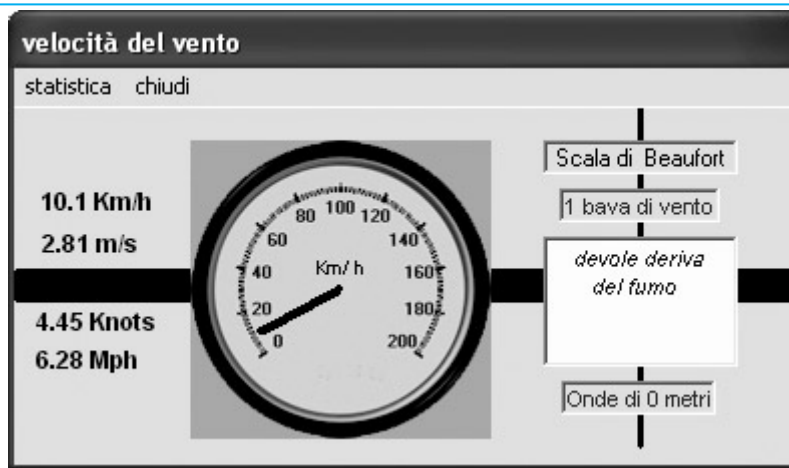 velocità del vento
statistica chiudi
10.1 Km/h
2.81 m/s
4.45 Knots
6.28 Mph
0
20
40
60
80
100
120
140
160
180
200
Km/ h
Scala di Beaufort
1 bava di vento
devole deriva
del fumo
Onde di 0 metri